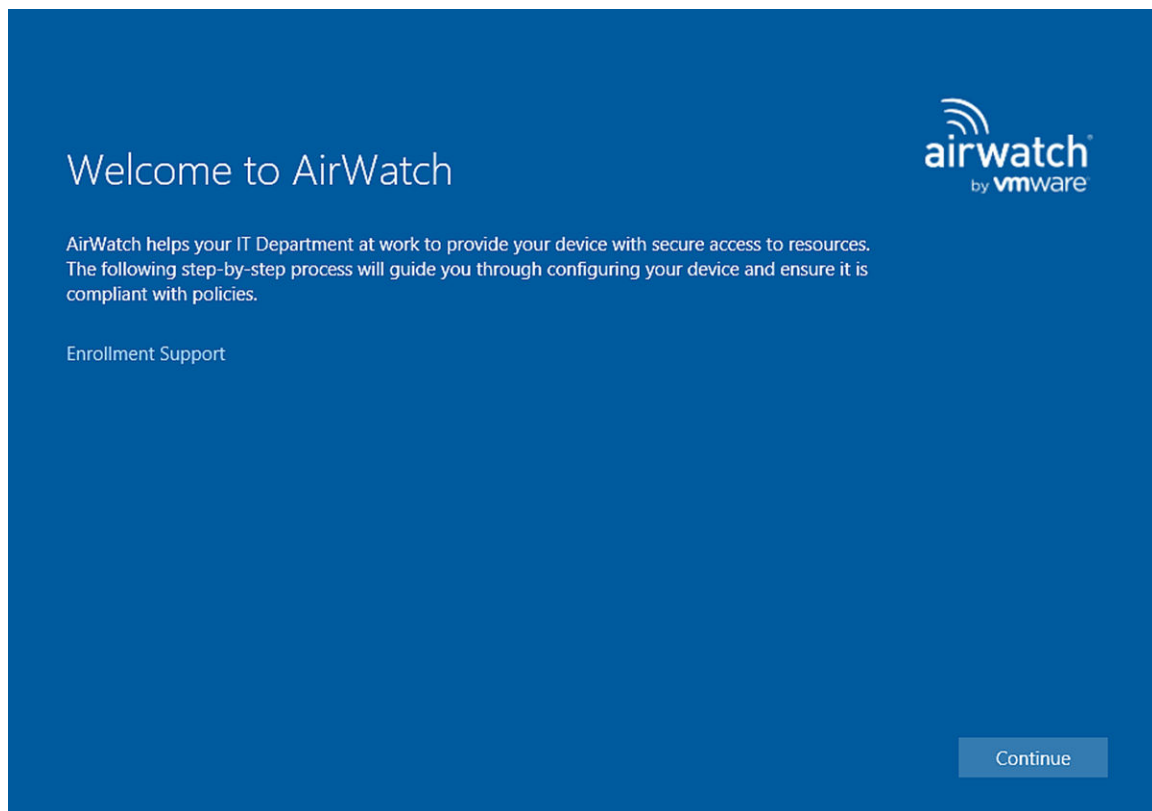 Welcome to AirWatch
airwatch
by vmware
AirWatch helps your IT Department at work to provide your device with secure access to resources.
The following step-by-step process will guide you through configuring your device and ensure it is
compliant with policies.
Enrollment Support
Continue